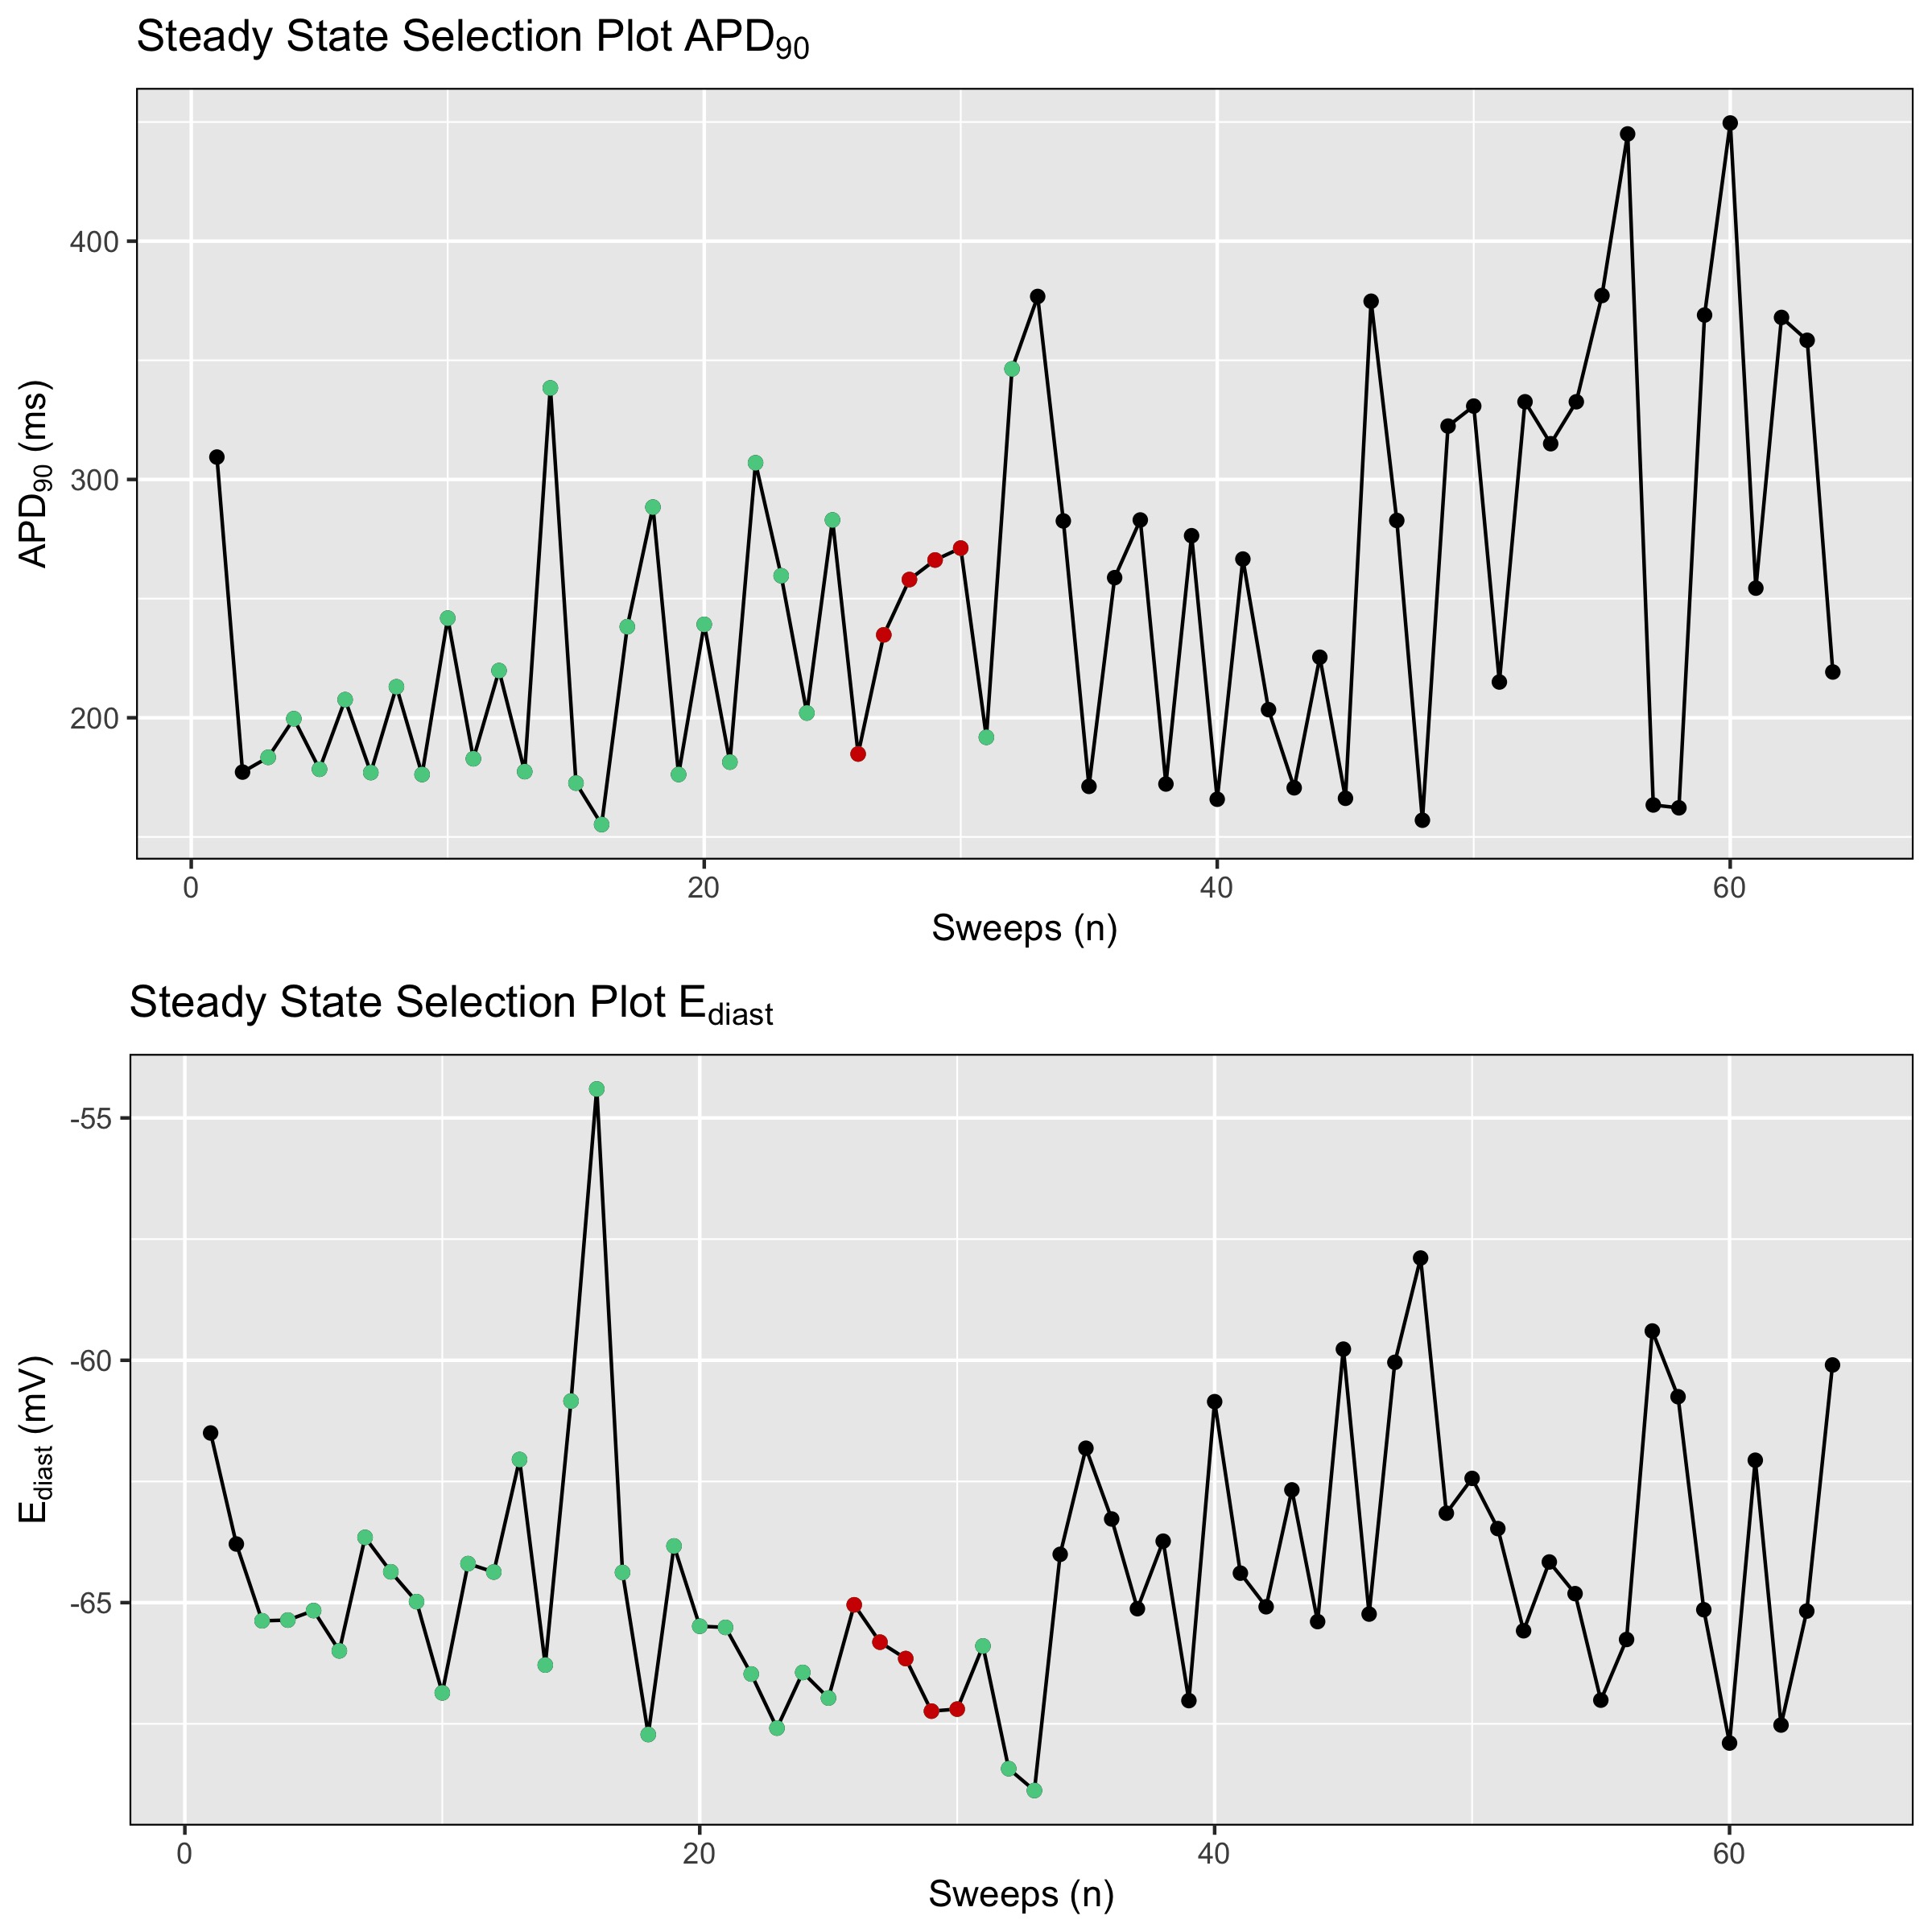 Steady State Selection Plot APD90
400
300
200
APD90 (ms)
0 20 40 60
Sweeps (n)
Steady State Selection Plot Ediast
-55
-60
-65
Ediast (mV)
0 20 40 60
Sweeps (n)